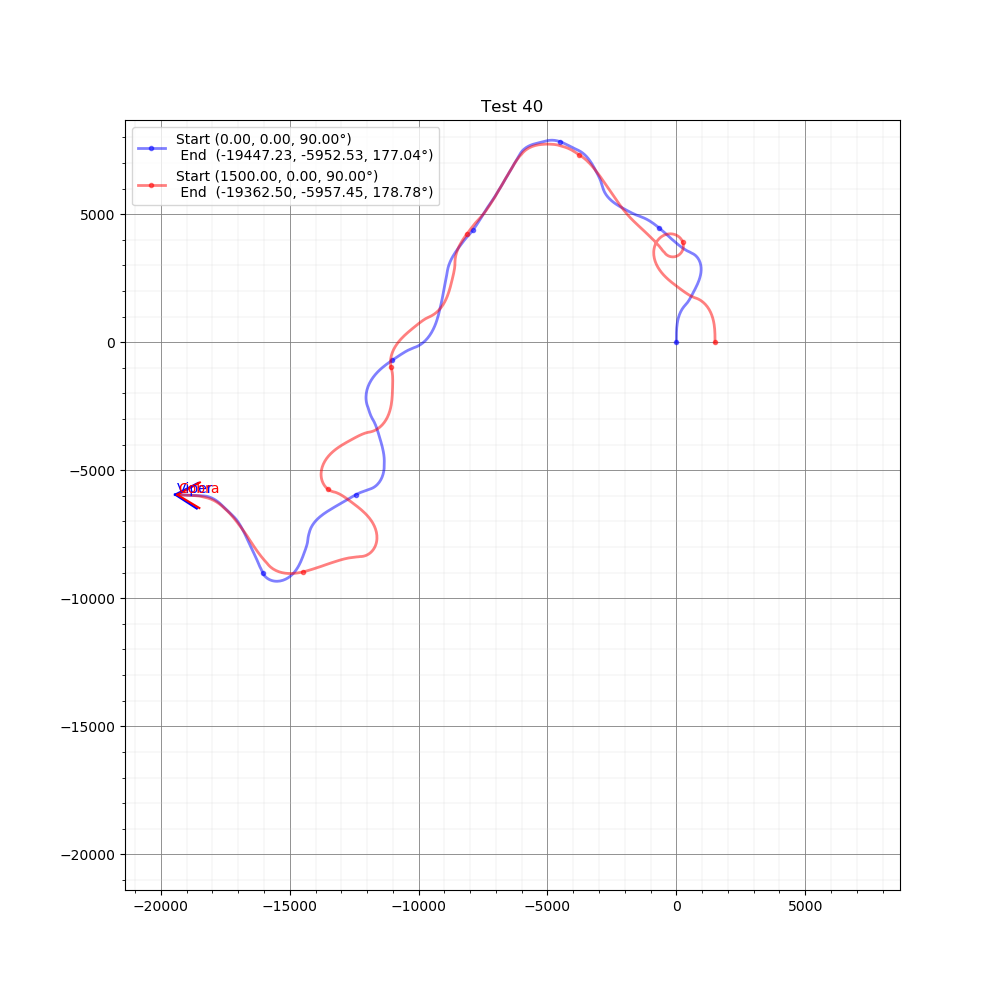 Test 40
Start (0.00, 0.00, 90.00°)
End  (-19447.23, -5952.53, 177.04°)
Start (1500.00, 0.00, 90.00°)
End  (-19362.50, -5957.45, 178.78°)
5000
0
−5000
Viper
−10000
−15000
−20000
−20000 −15000 −10000 −5000 0 5000